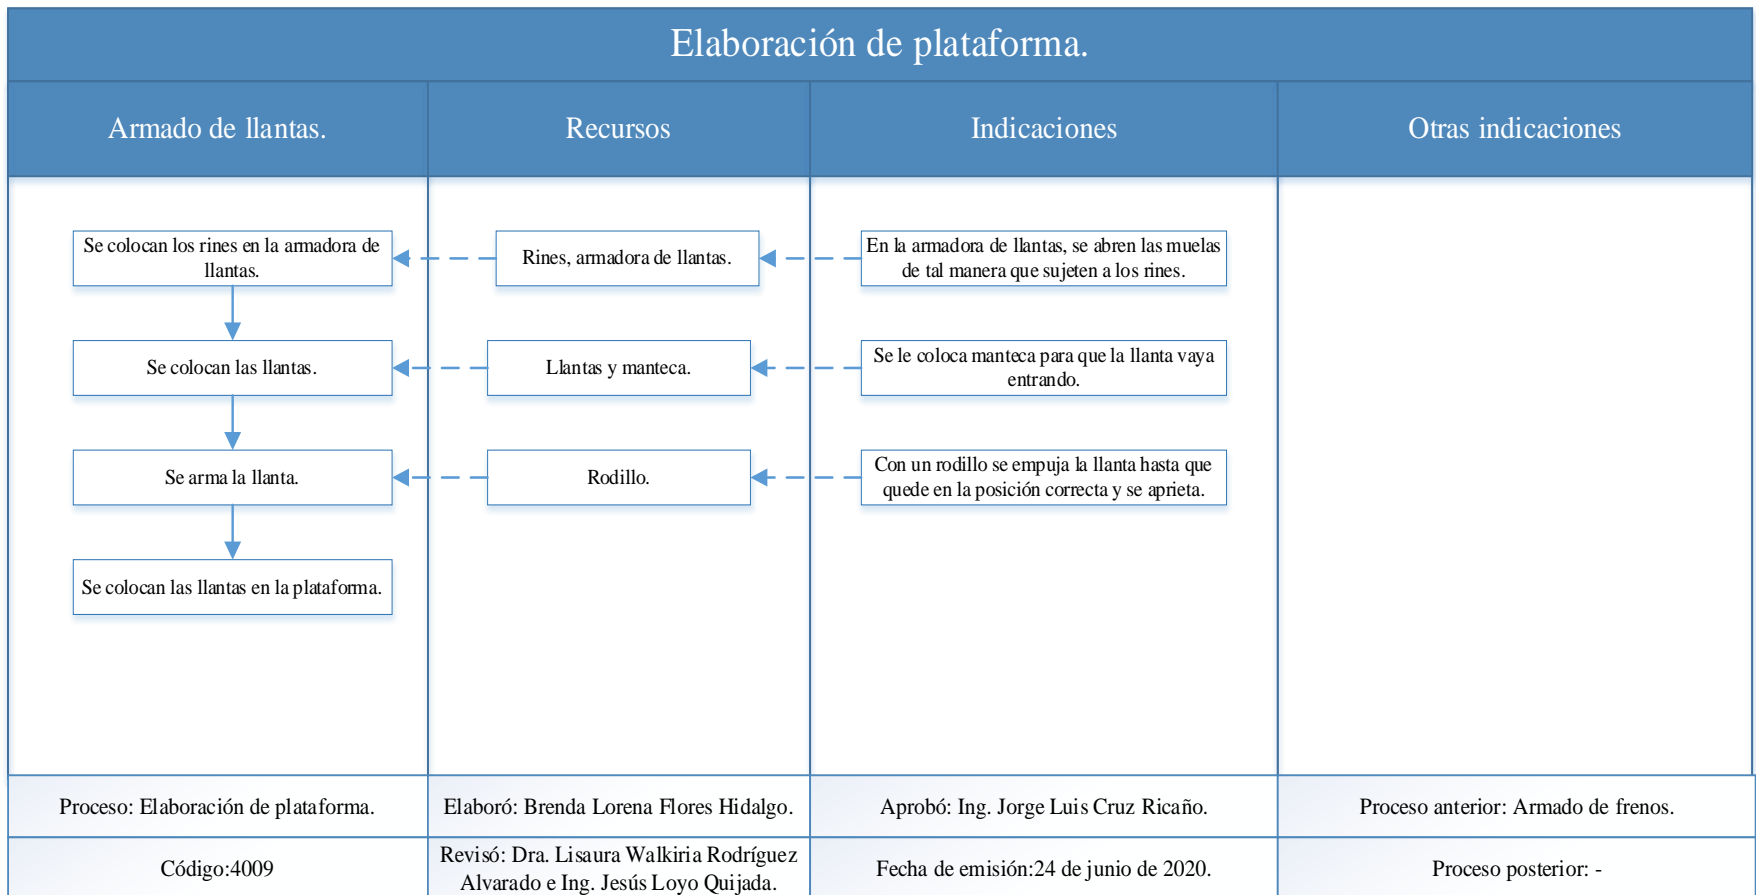 Elaboración de plataforma.
Armado de llantas.
Recursos
Indicaciones
Otras indicaciones
Se colocan los rines en la armadora de
llantas.
Rines, armadora de llantas.
En la armadora de llantas, se abren las muelas
de tal manera que sujeten a los rines.
Se colocan las llantas.
Llantas y manteca.
Se le coloca manteca para que la llanta vaya
entrando.
Se arma la llanta.
Rodillo.
Con un rodillo se empuja la llanta hasta que
quede en la posición correcta y se aprieta.
Se colocan las llantas en la plataforma.
Proceso: Elaboración de plataforma.
Elaboró: Brenda Lorena Flores Hidalgo.
Aprobó: Ing. Jorge Luis Cruz Ricaño.
Proceso anterior: Armado de frenos.
Código:4009
Revisó: Dra. Lisaura Walkiria Rodríguez
Alvarado e Ing. Jesús Loyo Quijada.
Fecha de emisión:24 de junio de 2020.
Proceso posterior: -